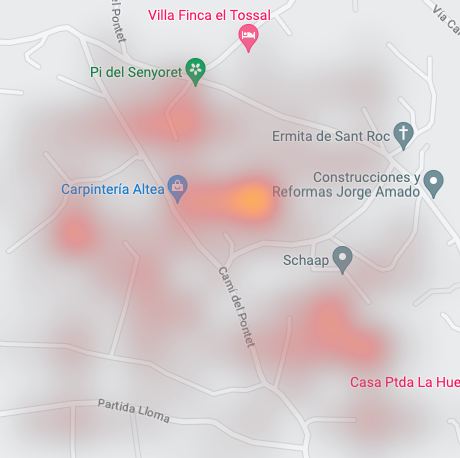 el Pontet
Villa Finca el Tossal
Via Ca
Pi del Senyoret
Ermita de Sant Roc
Carpintería Altea
Construcciones y
Reformas Jorge Amado
Schaap
Camí del Pontet
Casa Ptda La Hue
Partida Lloma